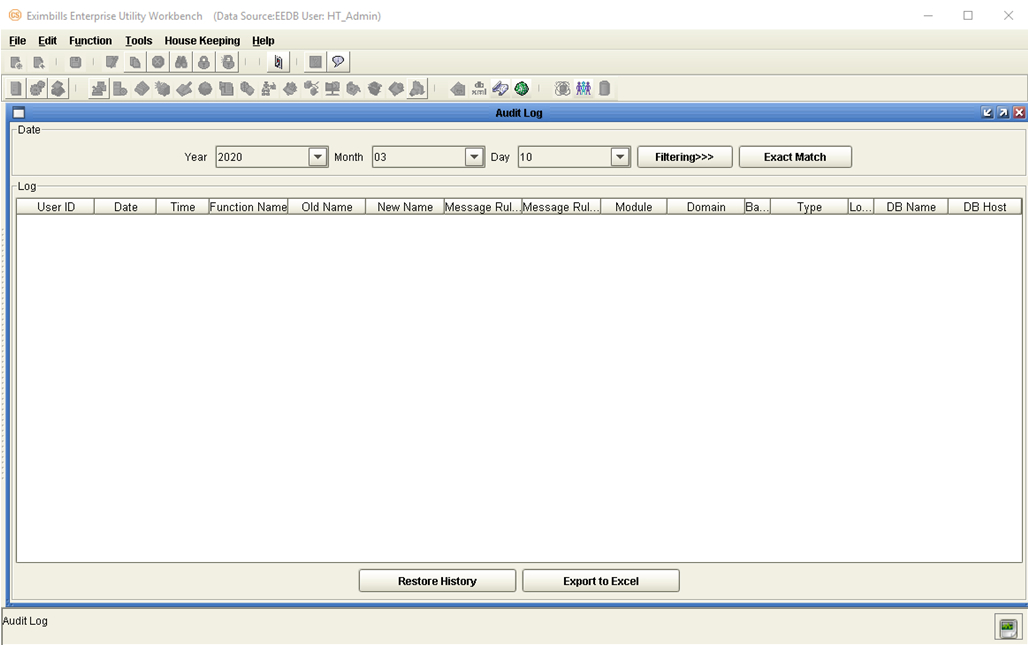 CS Eximbills Enterprise Utility Workbench (Data Source:EEDB User: HT_Admin)
File Edit Function Tools House Keeping Help
Audit Log
Date
Year 2020 Month 03 Day 10 Filtering>>> Exact Match
Log
User ID Date Time Function Name Old Name New Name Message Rul... Message Rul... Module Domain Ba... Type Lo... DB Name DB Host
Restore History Export to Excel
Audit Log